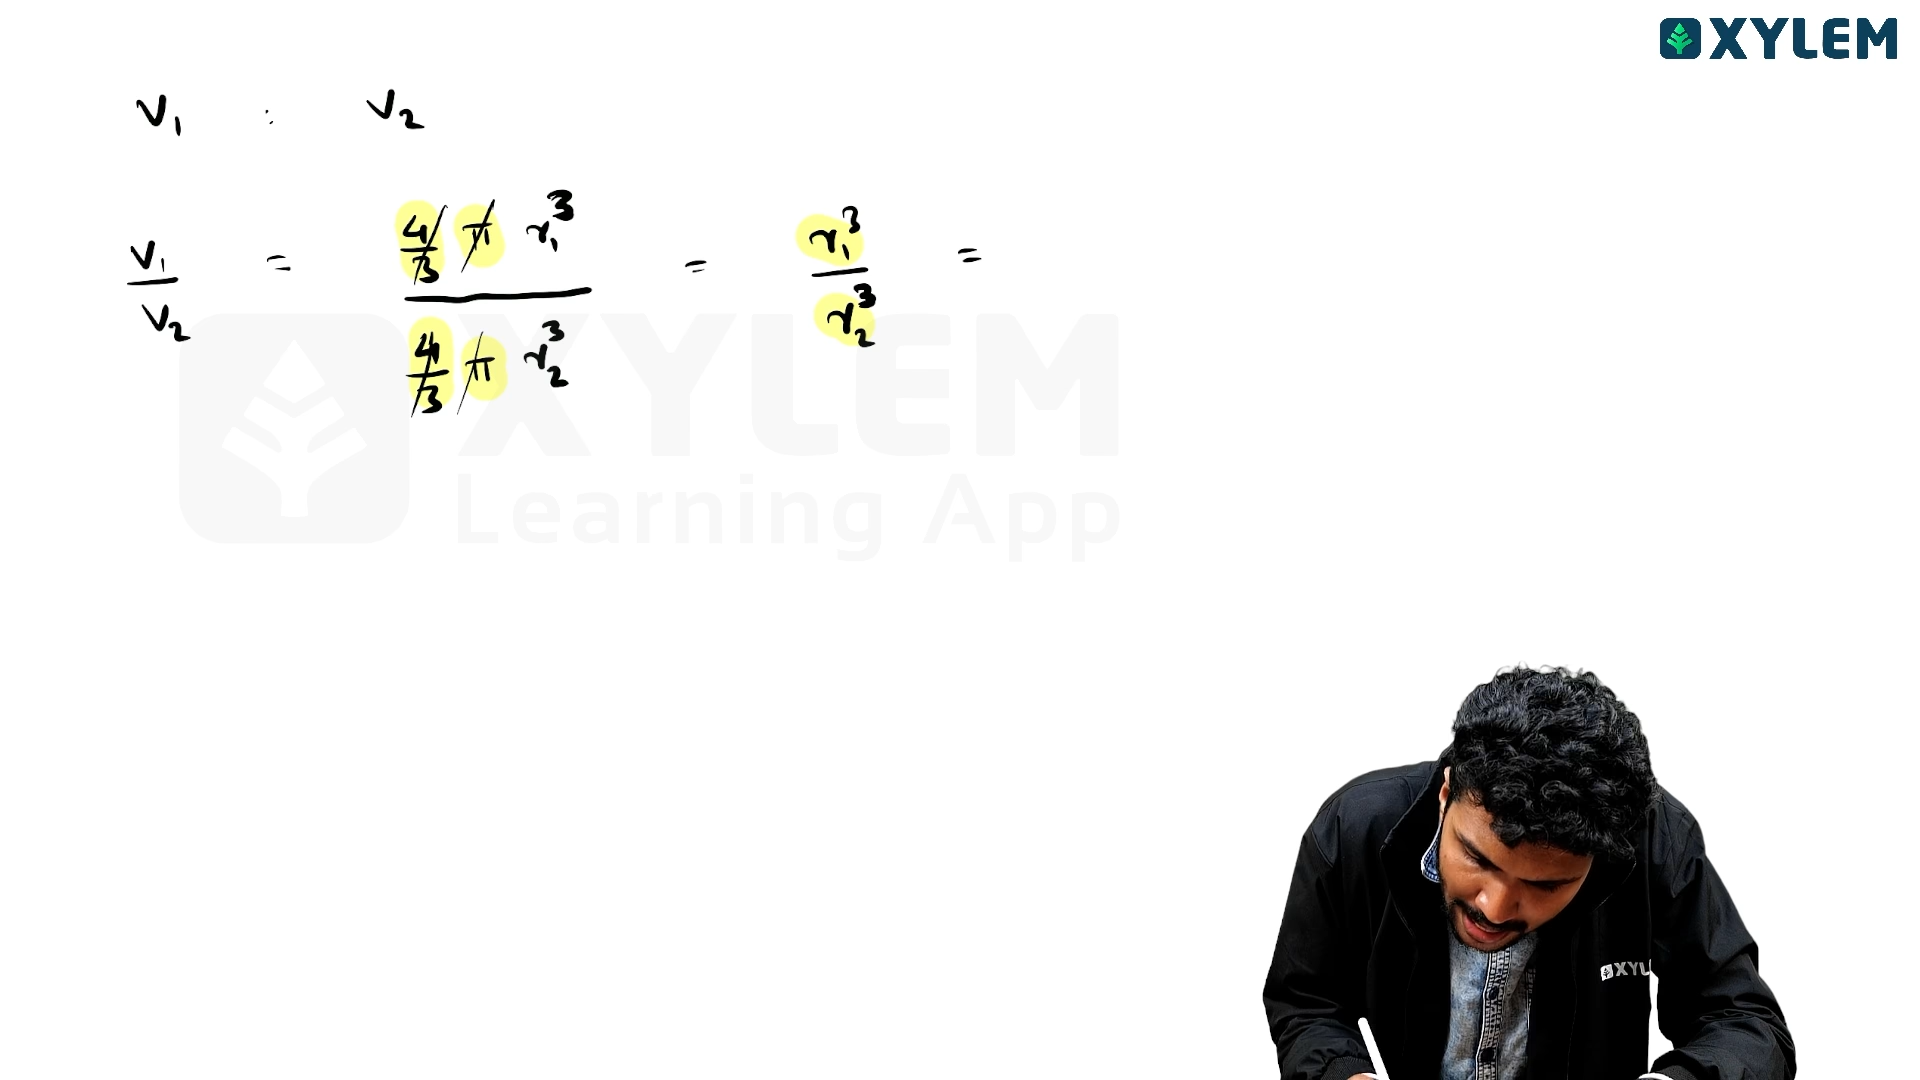 XYLEM
V₁ : V₂
V₁/V₂ = (4/3 π r₁³)/(4/3 π r₂³) = r₁³/r₂³ =
XYLEM
Learning App
XYL